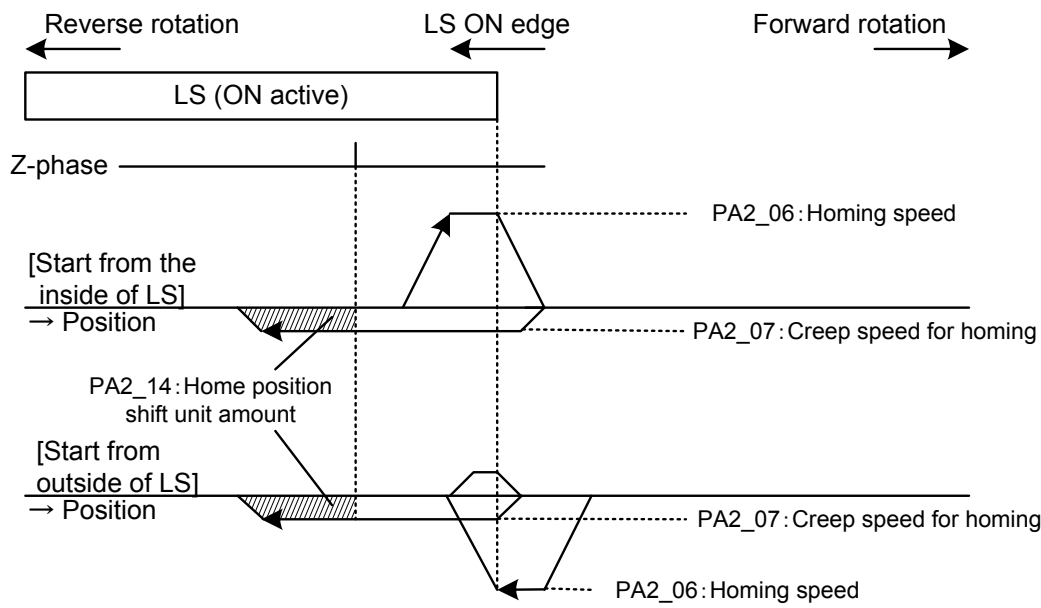 Reverse rotation
LS ON edge
Forward rotation
LS (ON active)
Z-phase
PA2_06:Homing speed
[Start from the
inside of LS]
→ Position
PA2_07:Creep speed for homing
PA2_14:Home position
shift unit amount
[Start from
outside of LS]
→ Position
PA2_07:Creep speed for homing
PA2_06:Homing speed